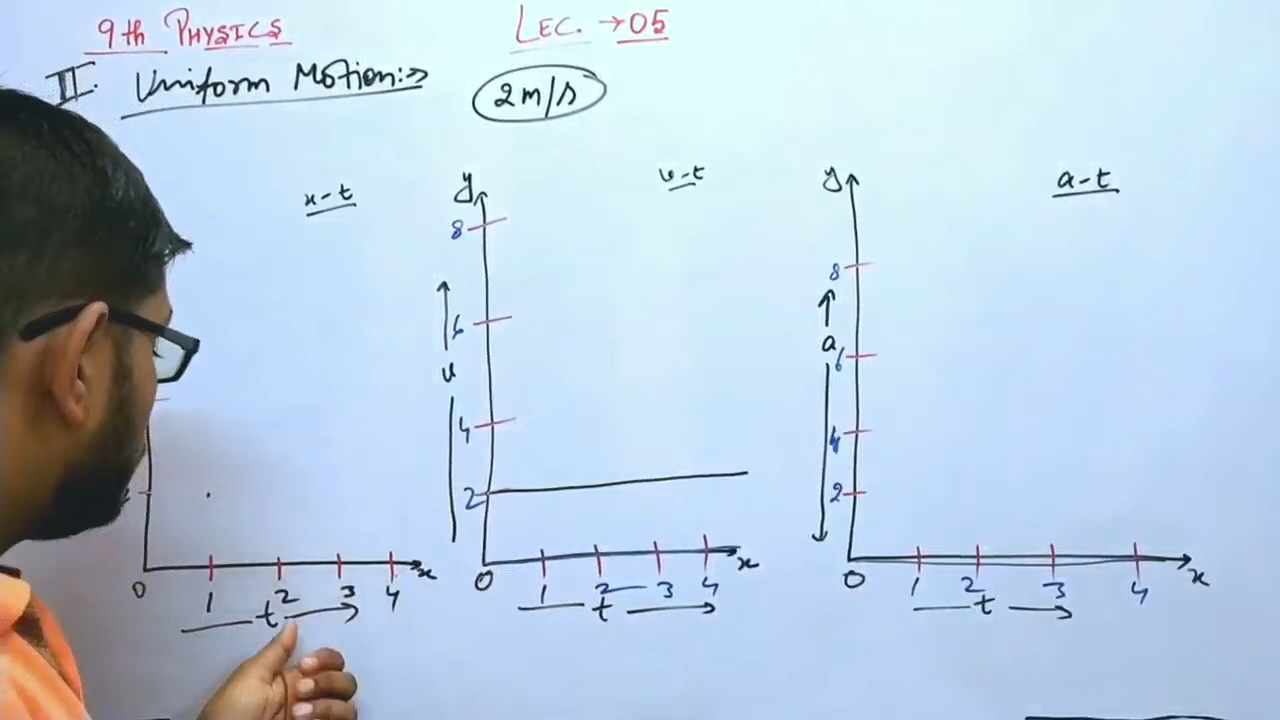 9th PHYSICS
LEC. → 05
II. Uniform Motion:→
2m/s
x-t
0
1
2
3
4
x
t
v-t
y
8
6
4
2
v
0
1
2
3
4
x
t
a-t
y
8
6
4
2
a
0
1
2
3
4
x
t